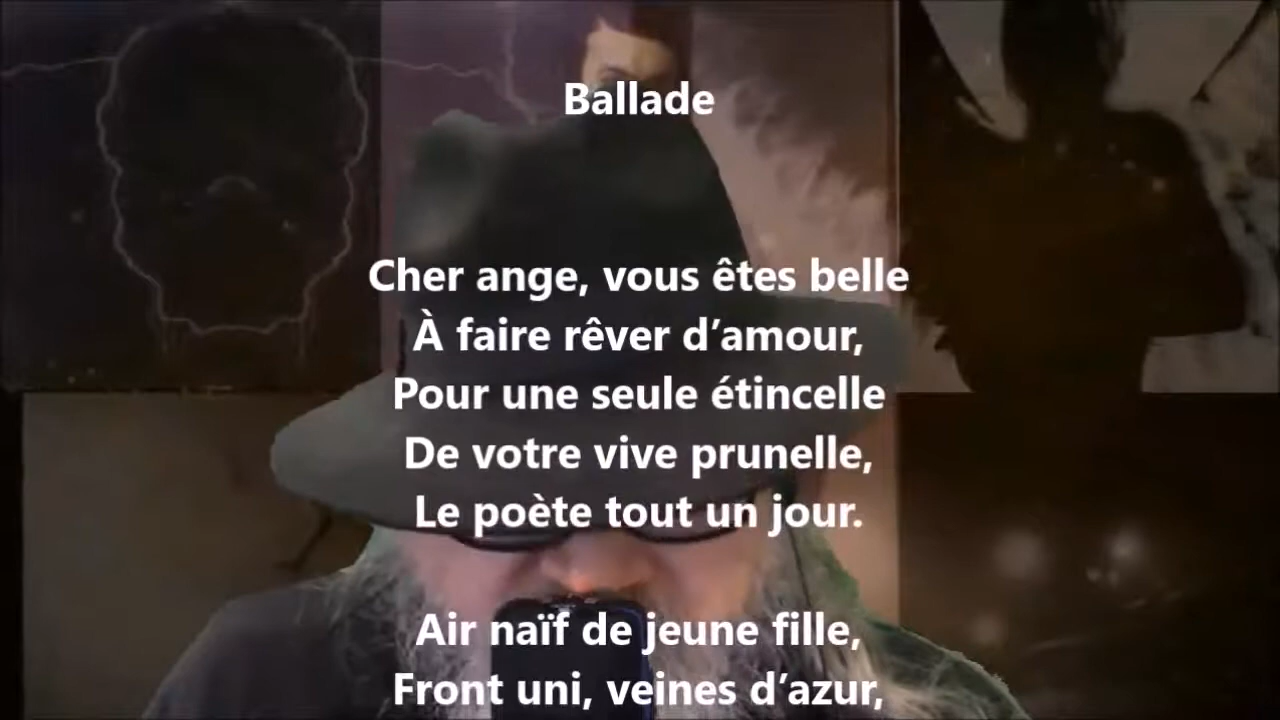 Ballade
Cher ange, vous êtes belle
À faire rêver d’amour,
Pour une seule étincelle
De votre vive prunelle,
Le poète tout un jour.
Air naïf de jeune fille,
Front uni, veines d’azur,